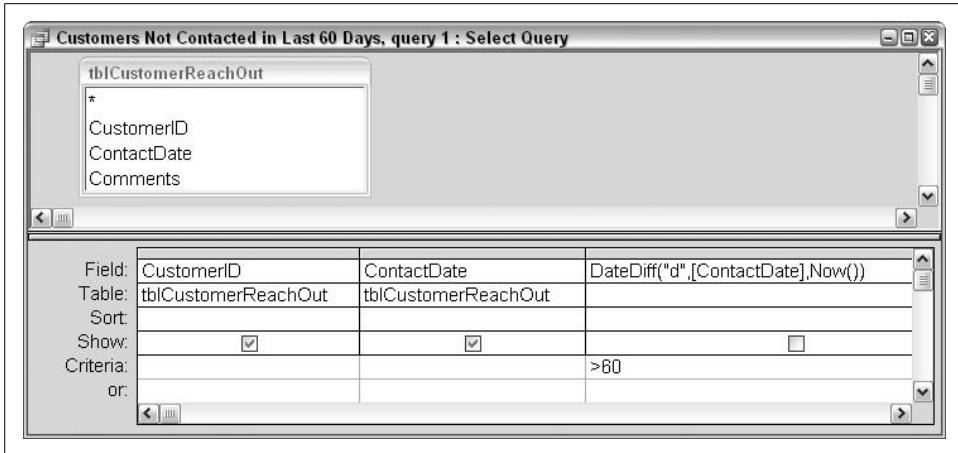 Customers Not Contacted in Last 60 Days, query 1 : Select Query
tblCustomerReachOut
*
CustomerID
ContactDate
Comments
Field: CustomerID ContactDate DateDiff("d",[ContactDate],Now())
Table: tblCustomerReachOut tblCustomerReachOut
Sort:
Show:
Criteria: >60
or: